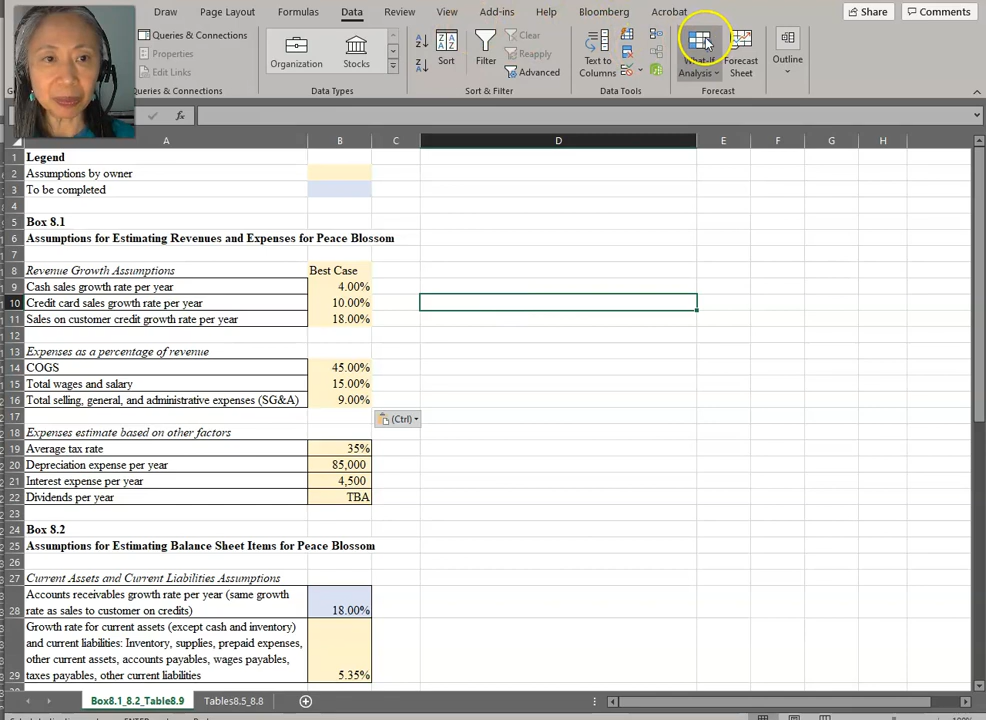 Draw Page Layout Formulas Data Review View Add-ins Help Bloomberg Acrobat Share Comments
Queries & Connections
Properties
Edit Links
Organization Stocks
Sort
Filter
Clear
Reapply
Advanced
Text to
Columns
What-If
Analysis
Forecast
Sheet
Outline
Queries & Connections Data Types Sort & Filter Data Tools Forecast
fx
A B C D E F G H
1 Legend
2 Assumptions by owner
3 To be completed
4
5 Box 8.1
6 Assumptions for Estimating Revenues and Expenses for Peace Blossom
7
8 Revenue Growth Assumptions Best Case
9 Cash sales growth rate per year 4.00%
10 Credit card sales growth rate per year 10.00%
11 Sales on customer credit growth rate per year 18.00%
12
13 Expenses as a percentage of revenue
14 COGS 45.00%
15 Total wages and salary 15.00%
16 Total selling, general, and administrative expenses (SG&A) 9.00%
17 (Ctrl)
18 Expenses estimate based on other factors
19 Average tax rate 35%
20 Depreciation expense per year 85,000
21 Interest expense per year 4,500
22 Dividends per year TBA
23
24 Box 8.2
25 Assumptions for Estimating Balance Sheet Items for Peace Blossom
26
27 Current Assets and Current Liabilities Assumptions
Accounts receivables growth rate per year (same growth
28 rate as sales to customer on credits) 18.00%
Growth rate for current assets (except cash and inventory)
and current liabilities: Inventory, supplies, prepaid expenses,
other current assets, accounts payables, wages payables,
29 taxes payables, other current liabilities 5.35%
Box8.1_8.2_Table8.9 Tables8.5_8.8